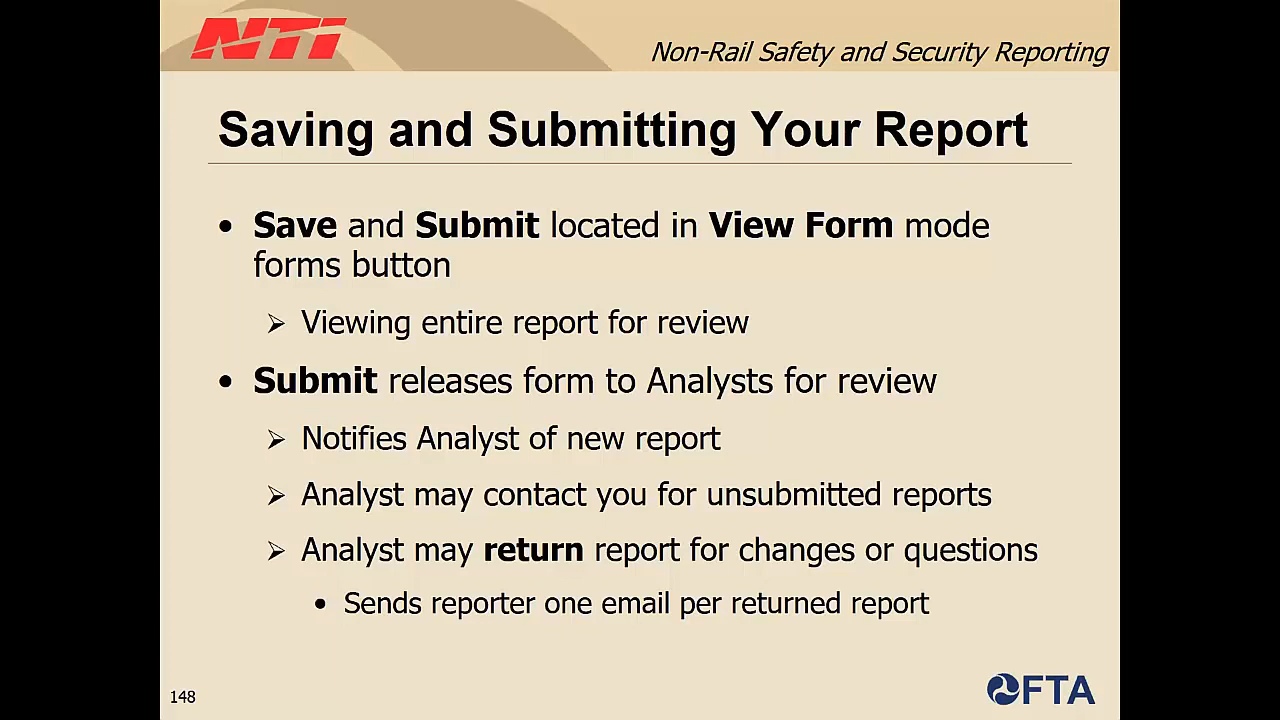 NTI
Non-Rail Safety and Security Reporting
Saving and Submitting Your Report
• Save and Submit located in View Form mode
forms button
➢ Viewing entire report for review
• Submit releases form to Analysts for review
➢ Notifies Analyst of new report
➢ Analyst may contact you for unsubmitted reports
➢ Analyst may return report for changes or questions
• Sends reporter one email per returned report
148
FTA